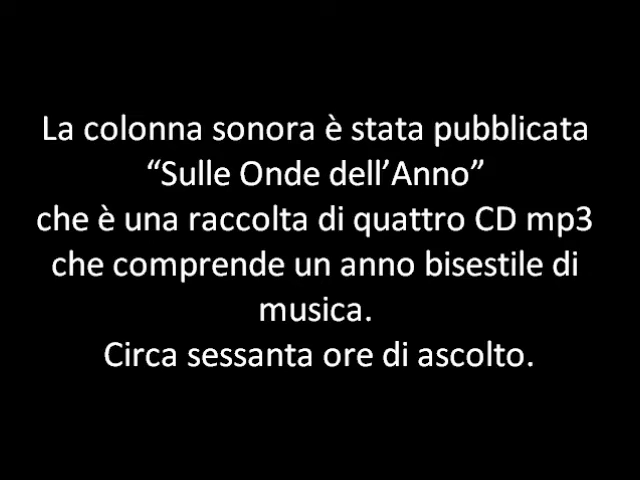 La colonna sonora è stata pubblicata
“Sulle Onde dell’Anno”
che è una raccolta di quattro CD mp3
che comprende un anno bisestile di
musica.
Circa sessanta ore di ascolto.